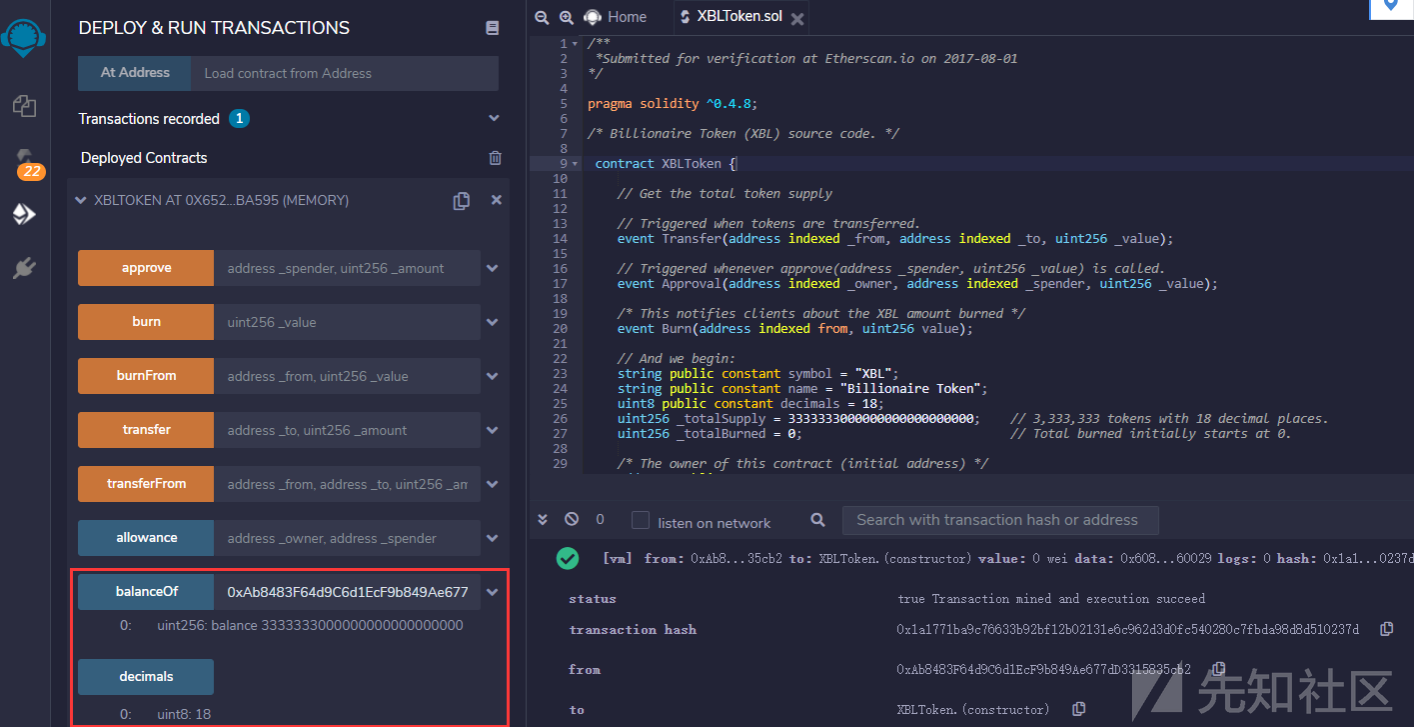 DEPLOY & RUN TRANSACTIONS
At Address
Load contract from Address
Transactions recorded 1
Deployed Contracts
22
XBLTOKEN AT 0X652...BA595 (MEMORY)
approve
address _spender, uint256 _amount
burn
uint256 _value
burnFrom
address _from, uint256 _value
transfer
address _to, uint256 _amount
transferFrom
address _from, address _to, uint256 _am
allowance
address _owner, address _spender
balanceOf
0xAb8483F64d9C6d1EcF9b849Ae677
0: uint256: balance 3333333000000000000000000
decimals
0: uint8: 18
Home
XBLToken.sol
1 /**
2 *Submitted for verification at Etherscan.io on 2017-08-01
3 */
4
5 pragma solidity ^0.4.8;
6
7 /* Billionaire Token (XBL) source code. */
8
9 contract XBLToken {
10
11 // Get the total token supply
12
13 // Triggered when tokens are transferred.
14 event Transfer(address indexed _from, address indexed _to, uint256 _value);
15
16 // Triggered whenever approve(address _spender, uint256 _value) is called.
17 event Approval(address indexed _owner, address indexed _spender, uint256 _value);
18
19 /* This notifies clients about the XBL amount burned */
20 event Burn(address indexed from, uint256 value);
21
22 // And we begin:
23 string public constant symbol = "XBL";
24 string public constant name = "Billionaire Token";
25 uint8 public constant decimals = 18;
26 uint256 _totalSupply = 3333333000000000000000000; // 3,333,333 tokens with 18 decimal places.
27 uint256 _totalBurned = 0; // Total burned initially starts at 0.
28
29 /* The owner of this contract (initial address) */
0
listen on network
Search with transaction hash or address
[vm] from: 0xAb8...35cb2 to: XBLToken.(constructor) value: 0 wei data: 0x608...60029 logs: 0 hash: 0x1a1...0237d
status
true Transaction mined and execution succeed
transaction hash
0x1a1771ba9c76633b92bf12b02131e6c962d3d0fc540280c7fbda98d8d510237d
from
0xAb8483F64d9C6d1EcF9b849Ae677dD3315835cb2
to
XBLToken.(constructor)
先知社区